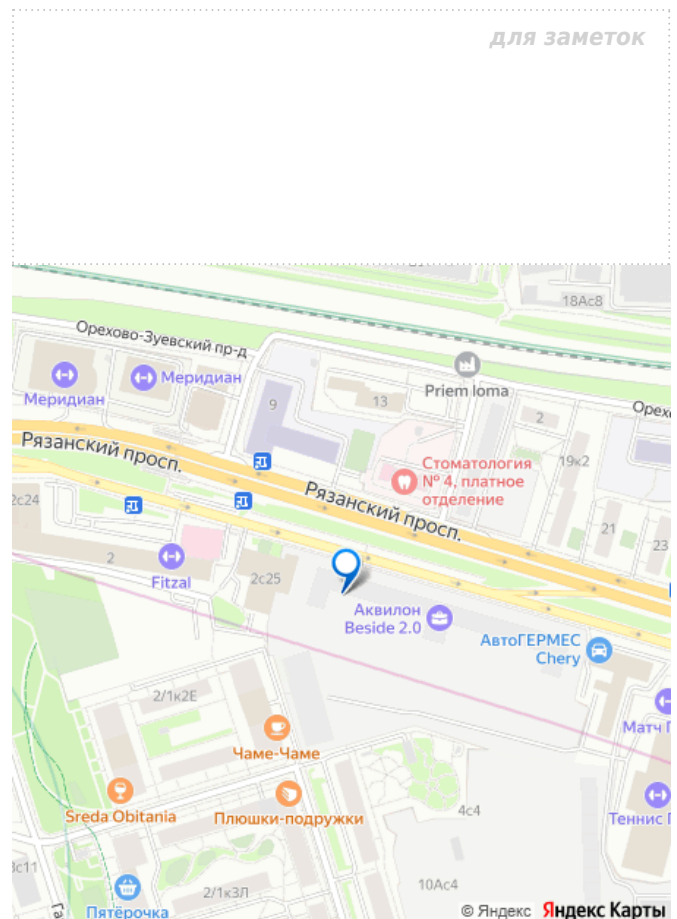 для заметок
18Ас8
Орехово-Зуевский пр-д
Priem loma
Меридиан
Меридиан
9
13
2
Рязанский просп.
Стоматология
№ 4, платное
отделение
19к2
2с24
Рязанский просп.
21
23
2
Fitzal
2с25
Аквилон
Beside 2.0
АвтоГЕРМЕС
Chery
2/1к2Е
Чаме-Чаме
Матч
Sreda Obitania
Плюшки-подружки
4с4
Теннис
3с11
10Ас4
2/1к3Л
Пятёрочка
© Яндекс Яндекс Карты